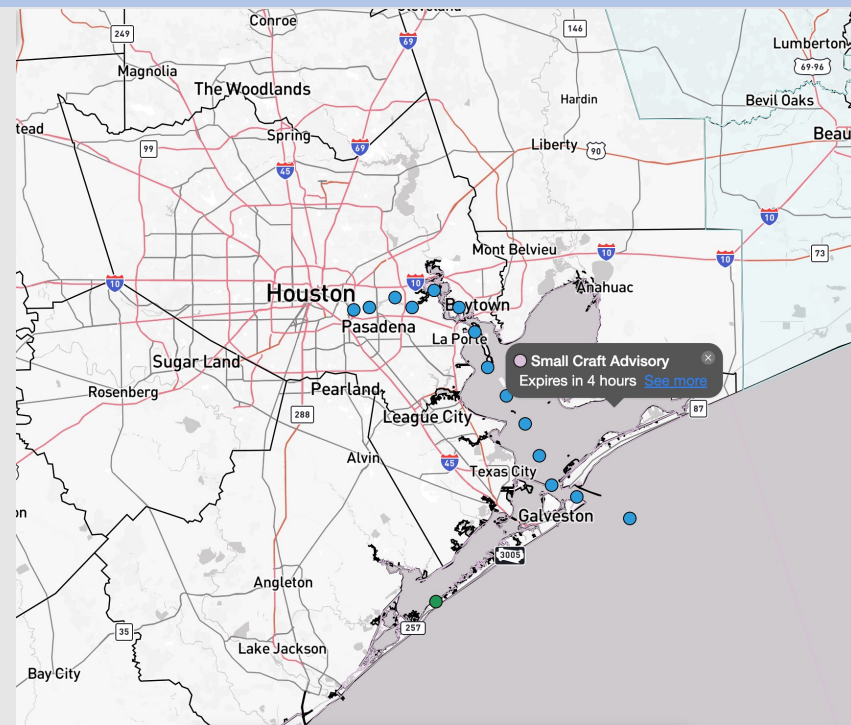 Cleveland
Conroe
249
69
146
Lumberton
Magnolia
69-96
The Woodlands
Hardin
Bevil Oaks
tead
Spring
Beau
99
69
Liberty
90
45
10
Mont Belvieu
10
10
73
10
10
Anahuac
Houston
Baytown
Pasadena
La Porte
Small Craft Advisory
Sugar Land
Expires in 4 hours See more
Rosenberg
Pearland
87
288
League City
Alvin
45
Texas City
on
Galveston
3005
Angleton
257
35
Lake Jackson
Bay City